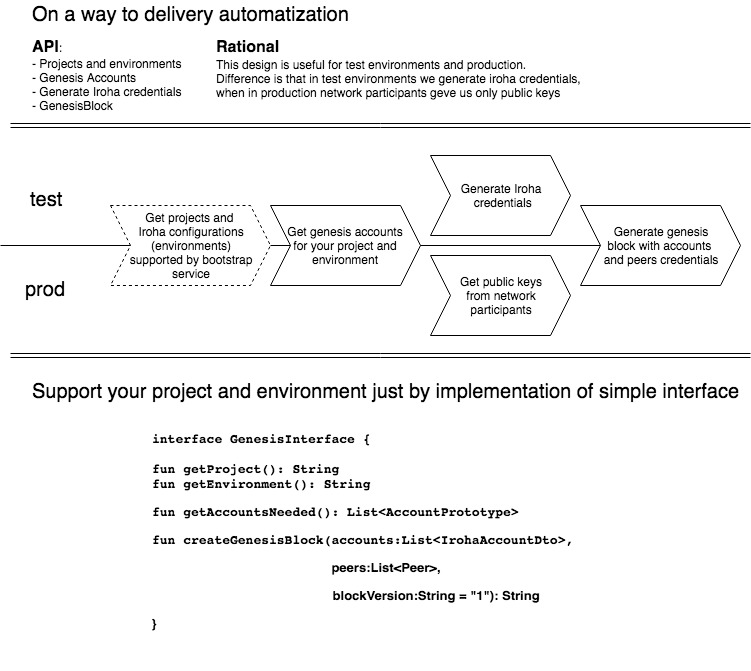 On a way to delivery automatization
API:
- Projects and environments
- Genesis Accounts
- Generate Iroha credentials
- GenesisBlock
Rational
This design is useful for test environments and production.
Difference is that in test environments we generate iroha credentials,
when in production network participants geve us only public keys
test
prod
Get projects and
Iroha configurations
(environments)
supported by bootstrap
service
Get genesis accounts
for your project and
environment
Generate Iroha
credentials
Get public keys
from network
participants
Generate genesis
block with accounts
and peers credentials
Support your project and environment just by implementation of simple interface
interface GenesisInterface {
fun getProject(): String
fun getEnvironment(): String
fun getAccountsNeeded(): List<AccountPrototype>
fun createGenesisBlock(accounts:List<IrohaAccountDto>,
peers:List<Peer>,
blockVersion:String = "1"): String
}